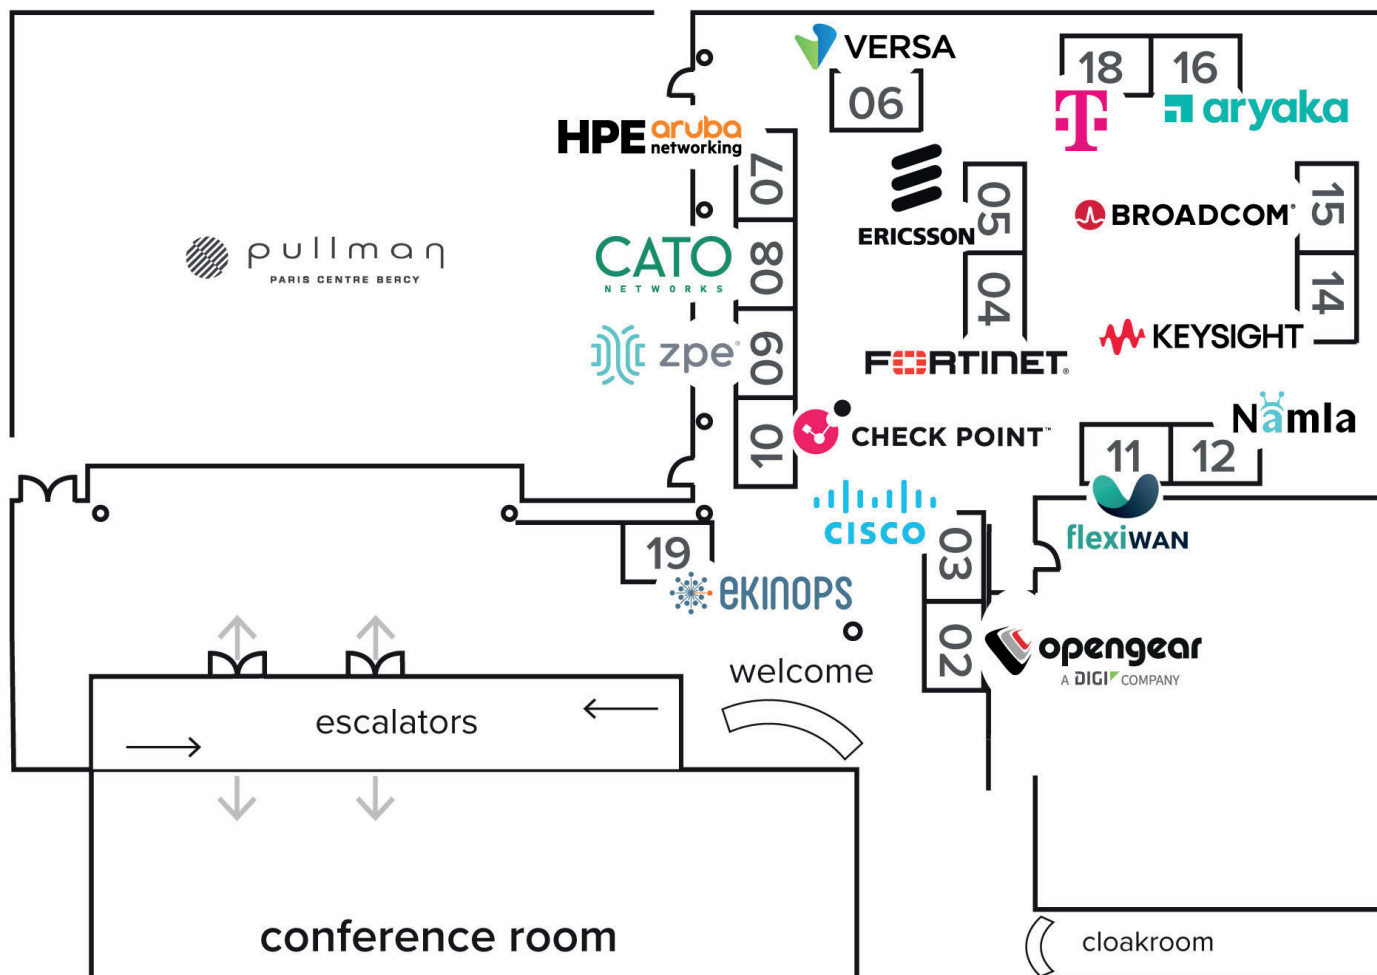 VERSA
06
18
16
T
aryaka
HPE aruba
networking
07
ERICSSON
05
BROADCOM®
15
pullman
PARIS CENTRE BERCY
CATO
NETWORKS
08
04
14
zpe®
09
FORTINET®
KEYSIGHT
10
CHECK POINT™
Namla
11
12
flexiWAN
CISCO
03
19
ekinops
02
opengear
A DIGI COMPANY
welcome
escalators
conference room
cloakroom